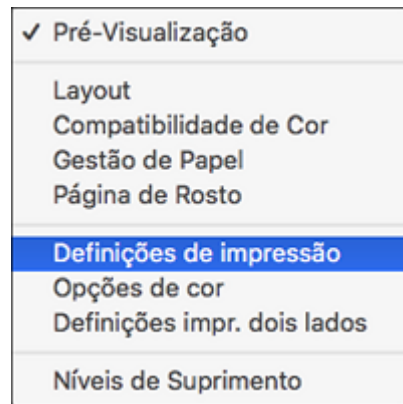 ✓ Pré-Visualização
Layout
Compatibilidade de Cor
Gestão de Papel
Página de Rosto
Definições de impressão
Opções de cor
Definições impr. dois lados
Níveis de Suprimento